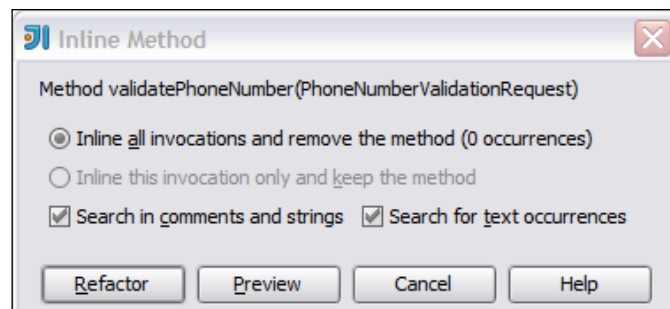 Inline Method
Method validatePhoneNumber(PhoneNumberValidationRequest)
Inline all invocations and remove the method (0 occurrences)
Inline this invocation only and keep the method
Search in comments and strings Search for text occurrences
Refactor Preview Cancel Help